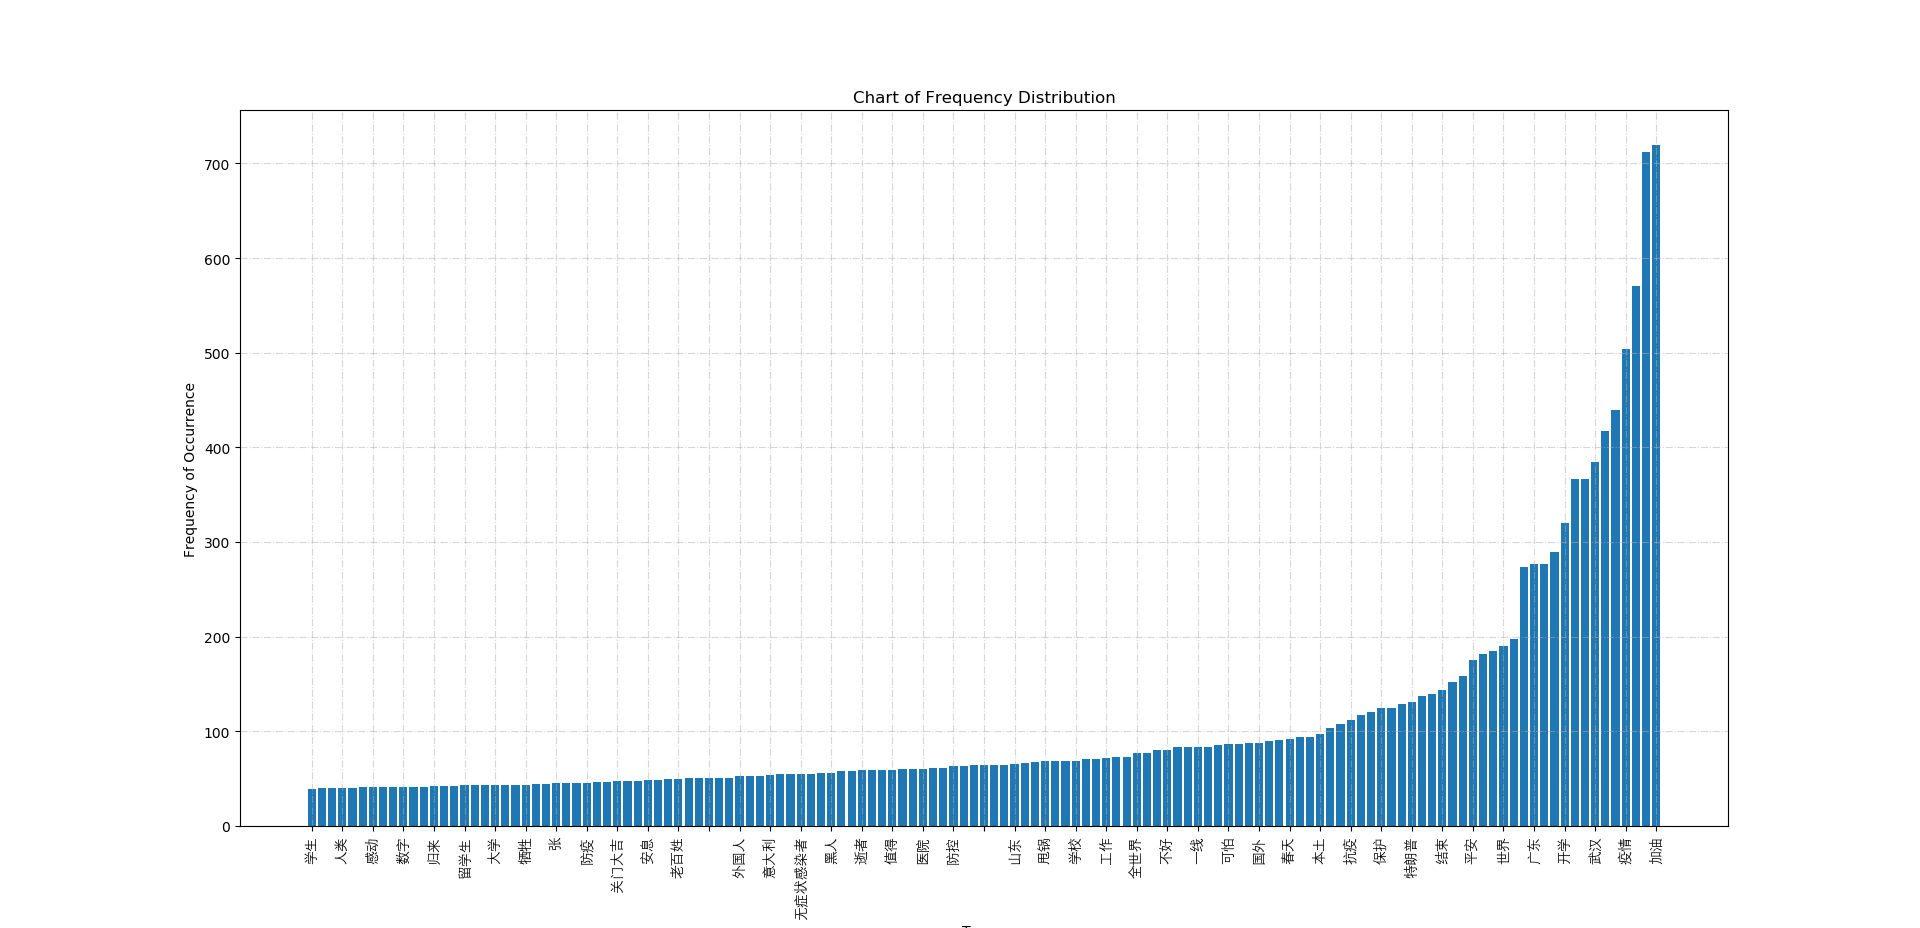 Chart of Frequency Distribution
Frequency of Occurrence
700
600
500
400
300
200
100
0
学生
人类
感动
数字
归来
留学生
大学
牺牲
张
防疫
关门大吉
安息
老百姓
外国人
意大利
无症状感染者
黑人
逝者
值得
医院
防控
山东
甩锅
学校
工作
全世界
不好
一线
可怕
国外
春天
本土
抗疫
保护
特朗普
结束
平安
世界
广东
开学
武汉
疫情
加油